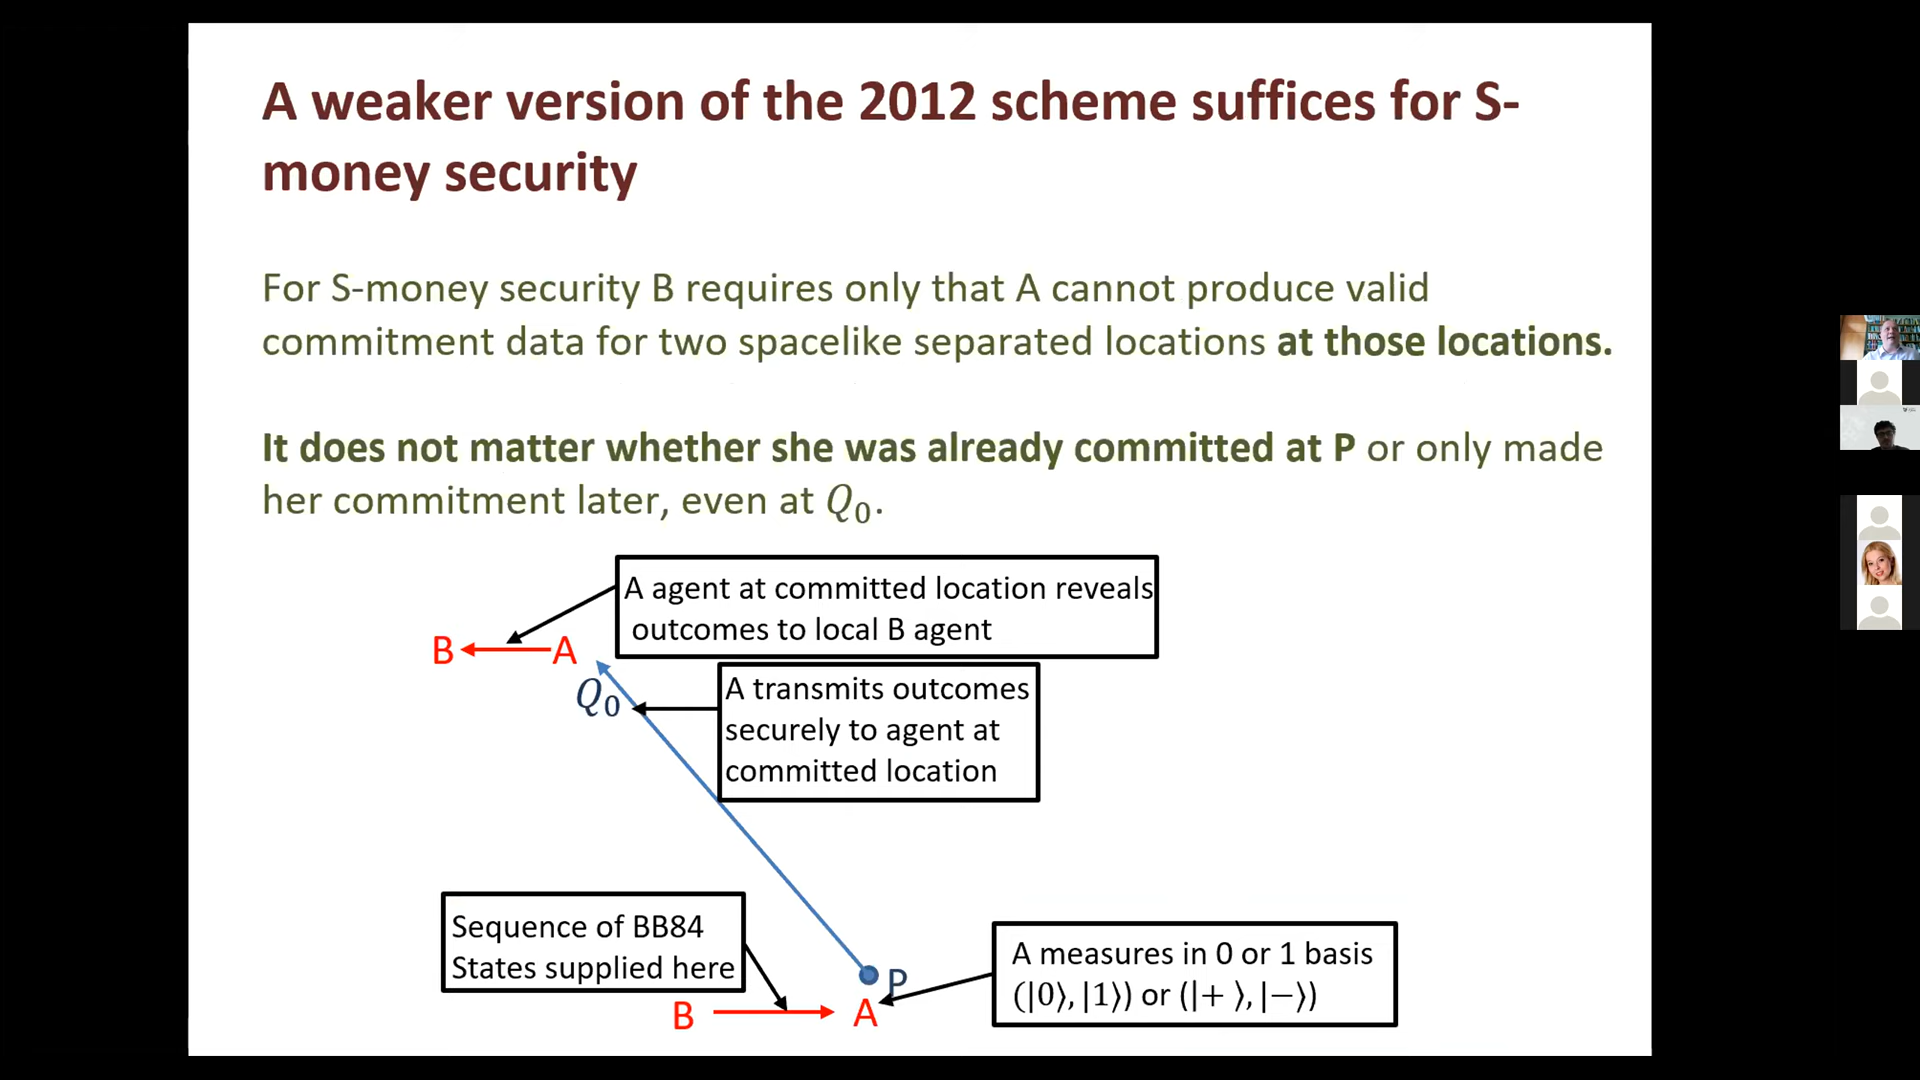 A weaker version of the 2012 scheme suffices for S-
money security
For S-money security B requires only that A cannot produce valid
commitment data for two spacelike separated locations at those locations.
It does not matter whether she was already committed at P or only made
her commitment later, even at Q₀.
A agent at committed location reveals
outcomes to local B agent
B A
Q₀
A transmits outcomes
securely to agent at
committed location
Sequence of BB84
States supplied here
P
A measures in 0 or 1 basis
(|0⟩, |1⟩) or (|+ ⟩, |−⟩)
B A